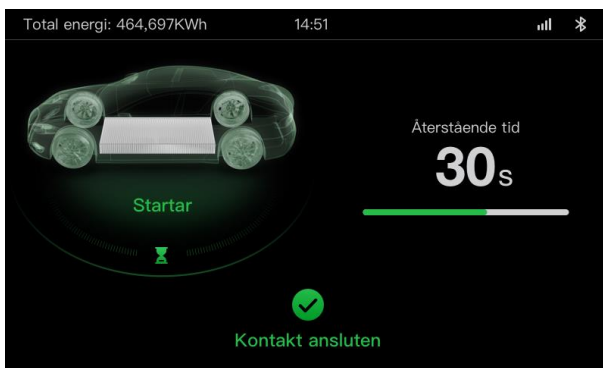 Total energi: 464,697KWh 14:51
Återstående tid
30s
Startar
Kontakt ansluten